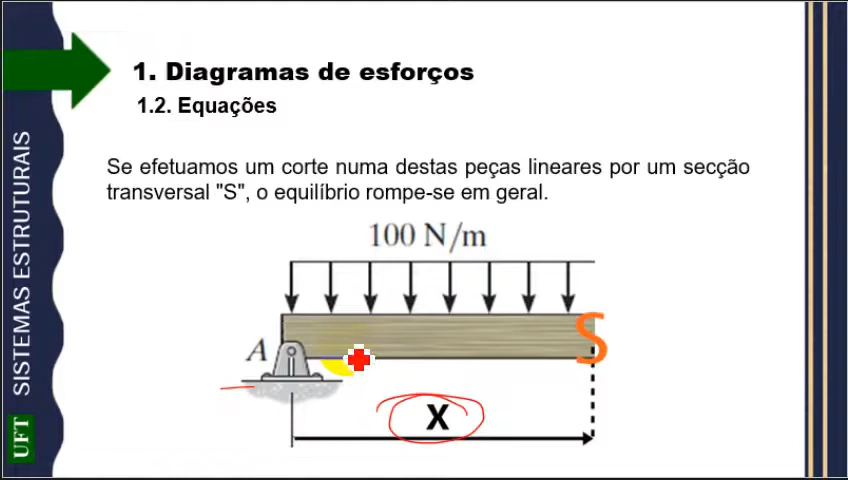 1. Diagramas de esforços
1.2. Equações
Se efetuamos um corte numa destas peças lineares por um secção
transversal "S", o equilíbrio rompe-se em geral.
100 N/m
S
A
X
SISTEMAS ESTRUTURAIS
UFT